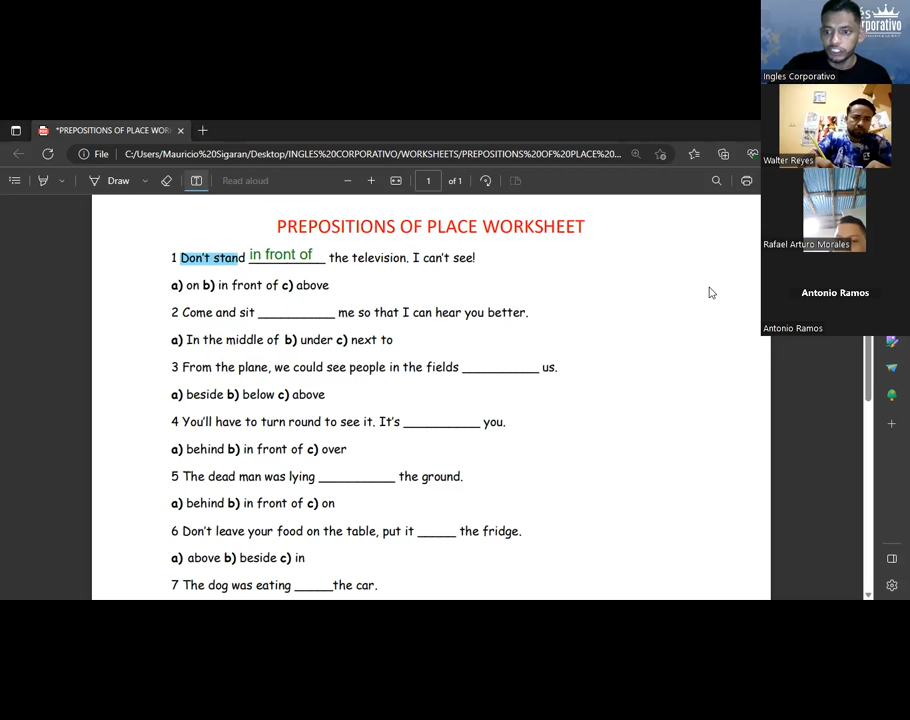 *PREPOSITIONS OF PLACE WOR
File
C:/Users/Mauricio%20Sigaran/Desktop/INGLES%20CORPORATIVO/WORKSHEETS/PREPOSITIONS%20OF%20PLACE%20...
Draw
Read aloud
1
of 1
PREPOSITIONS OF PLACE WORKSHEET
1 Don't stand in front of the television. I can't see!
a) on b) in front of c) above
2 Come and sit ___________ me so that I can hear you better.
a) In the middle of b) under c) next to
3 From the plane, we could see people in the fields ___________ us.
a) beside b) below c) above
4 You'll have to turn round to see it. It's ___________ you.
a) behind b) in front of c) over
5 The dead man was lying ___________ the ground.
a) behind b) in front of c) on
6 Don't leave your food on the table, put it _____ the fridge.
a) above b) beside c) in
7 The dog was eating _____the car.
és
porativo
Ingles Corporativo
Walter Reyes
Rafael Arturo Morales
Antonio Ramos
Antonio Ramos